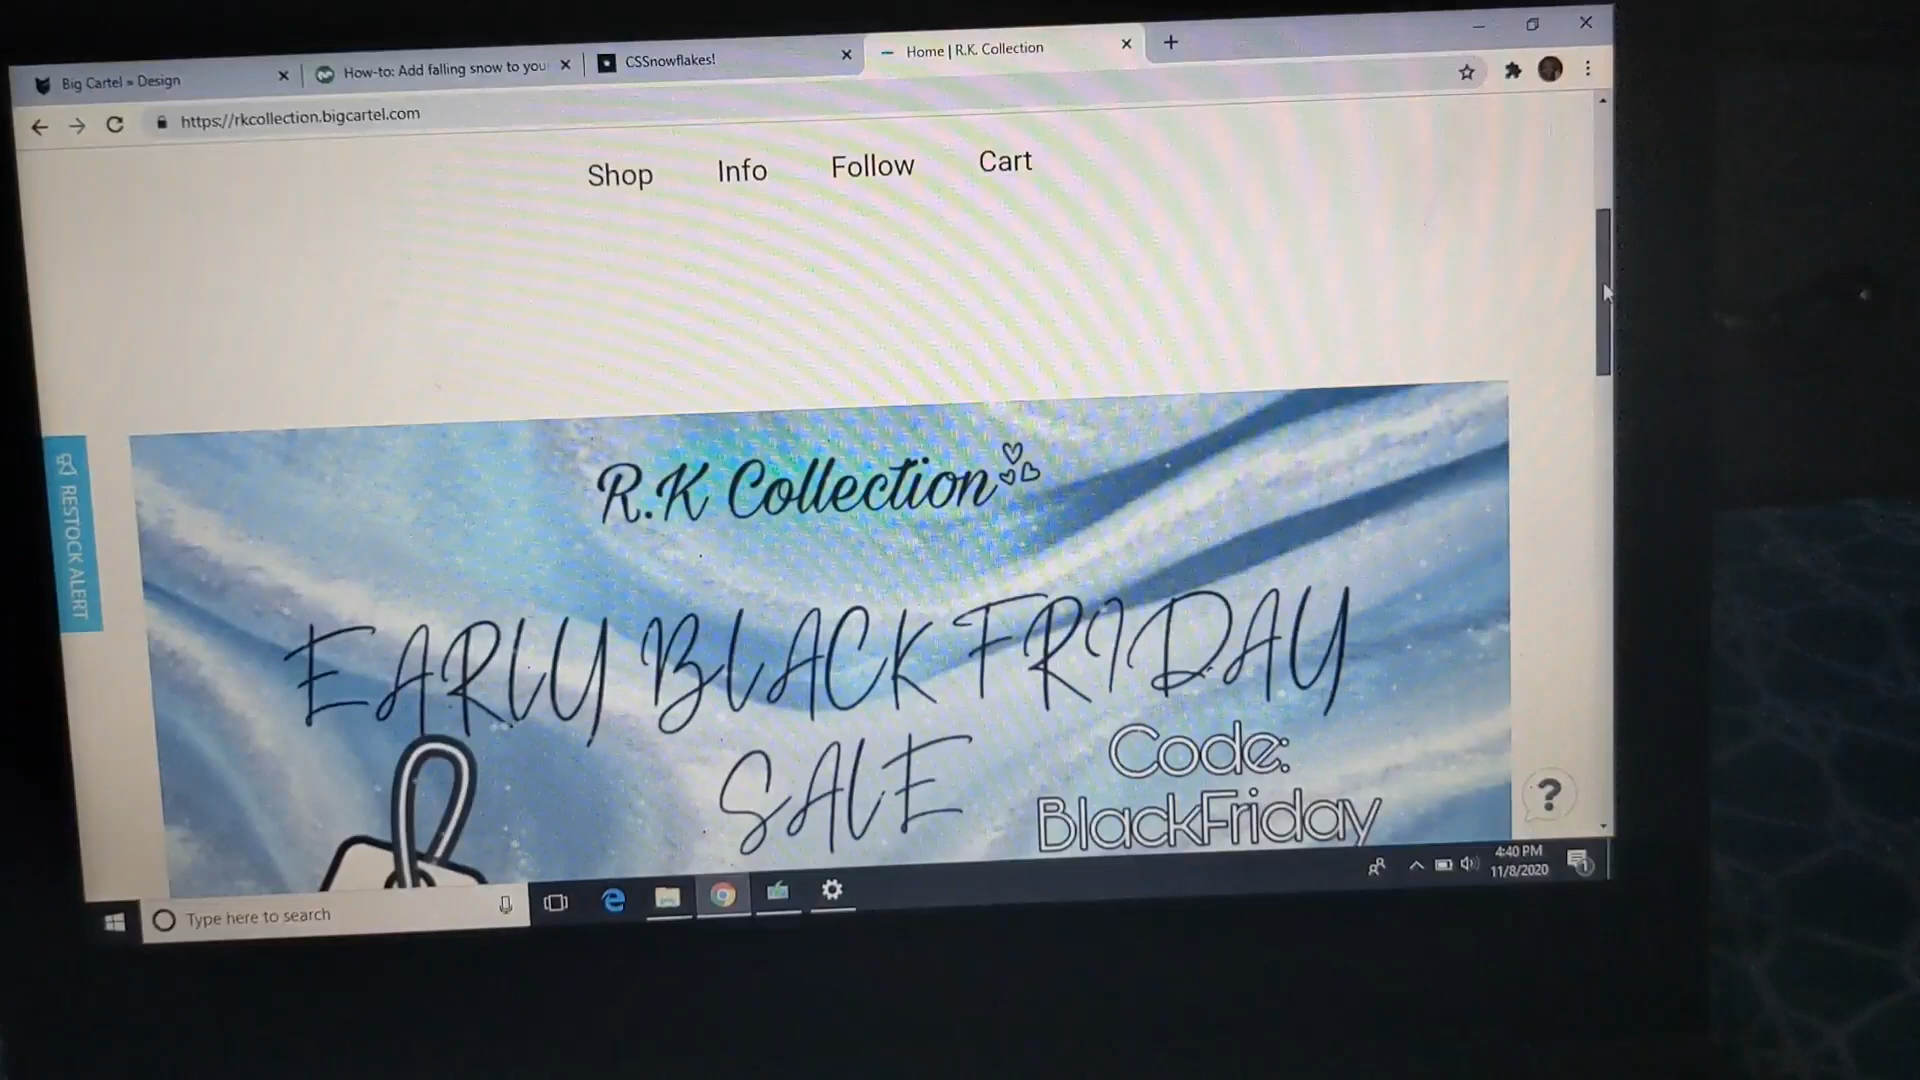 Big Cartel » Design
How-to: Add falling snow to you
CSSnowflakes!
Home | R.K. Collection
https://rkcollection.bigcartel.com
Shop Info Follow Cart
RESTOCK ALERT
R.K Collection
EARLY BLACK FRIDAY
SALE
Code:
BlackFriday
?
4:40 PM
11/8/2020
1
Type here to search